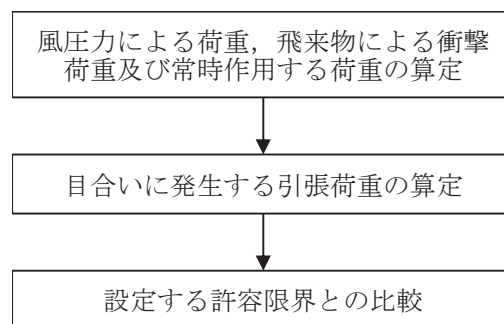 風圧力による荷重，飛来物による衝撃
荷重及び常時作用する荷重の算定
目合いに発生する引張荷重の算定
設定する許容限界との比較